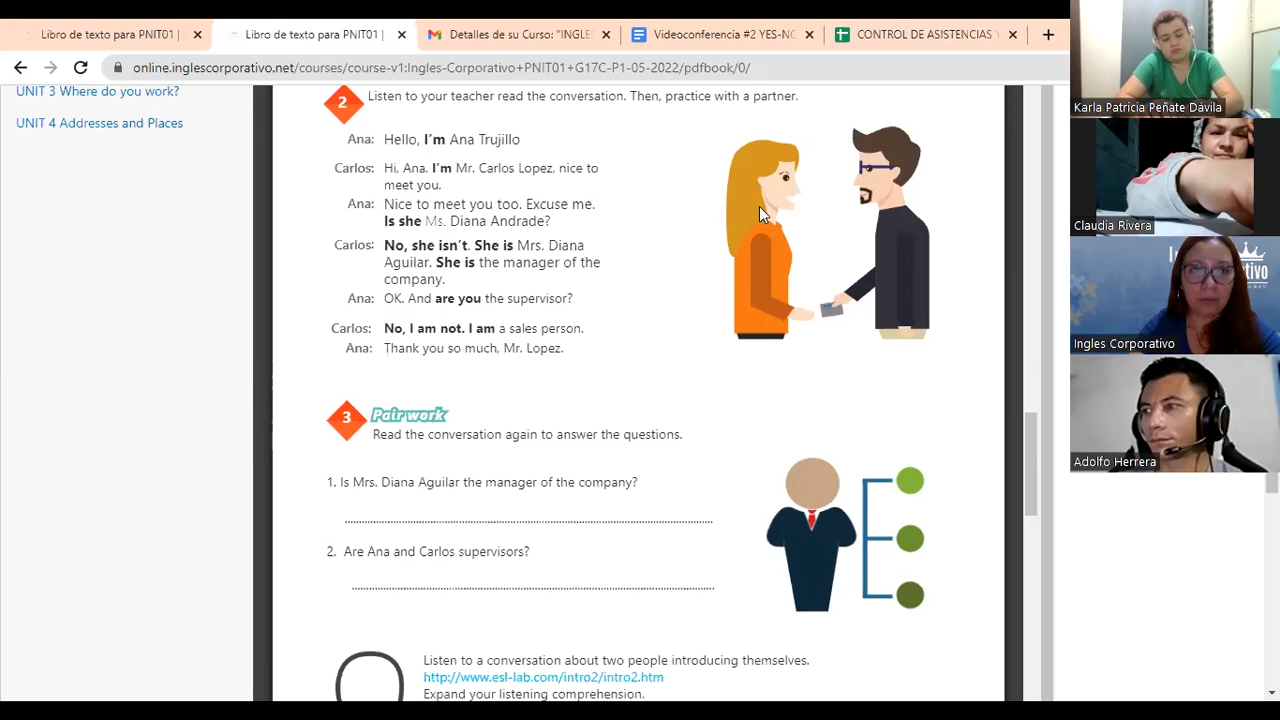 Libro de texto para PNIT01 |
Libro de texto para PNIT01 |
Detalles de su Curso: "INGLES
Videoconferencia #2 YES-NO
CONTROL DE ASISTENCIAS Y
online.inglescorporativo.net/courses/course-v1:Ingles-Corporativo+PNIT01+G17C-P1-05-2022/pdfbook/0/
UNIT 3 Where do you work?
UNIT 4 Addresses and Places
2
Listen to your teacher read the conversation. Then, practice with a partner.
Ana: Hello, I'm Ana Trujillo
Carlos: Hi, Ana. I'm Mr. Carlos Lopez, nice to
meet you.
Ana: Nice to meet you too. Excuse me.
Is she Ms. Diana Andrade?
Carlos: No, she isn't. She is Mrs. Diana
Aguilar. She is the manager of the
company.
Ana: OK. And are you the supervisor?
Carlos: No, I am not. I am a sales person.
Ana: Thank you so much, Mr. Lopez.
3
Pair work
Read the conversation again to answer the questions.
1. Is Mrs. Diana Aguilar the manager of the company?
2. Are Ana and Carlos supervisors?
Listen to a conversation about two people introducing themselves.
http://www.esl-lab.com/intro2/intro2.htm
Expand your listening comprehension.
Karla Patricia Peñate Dávila
Claudia Rivera
Ingles Corporativo
Adolfo Herrera